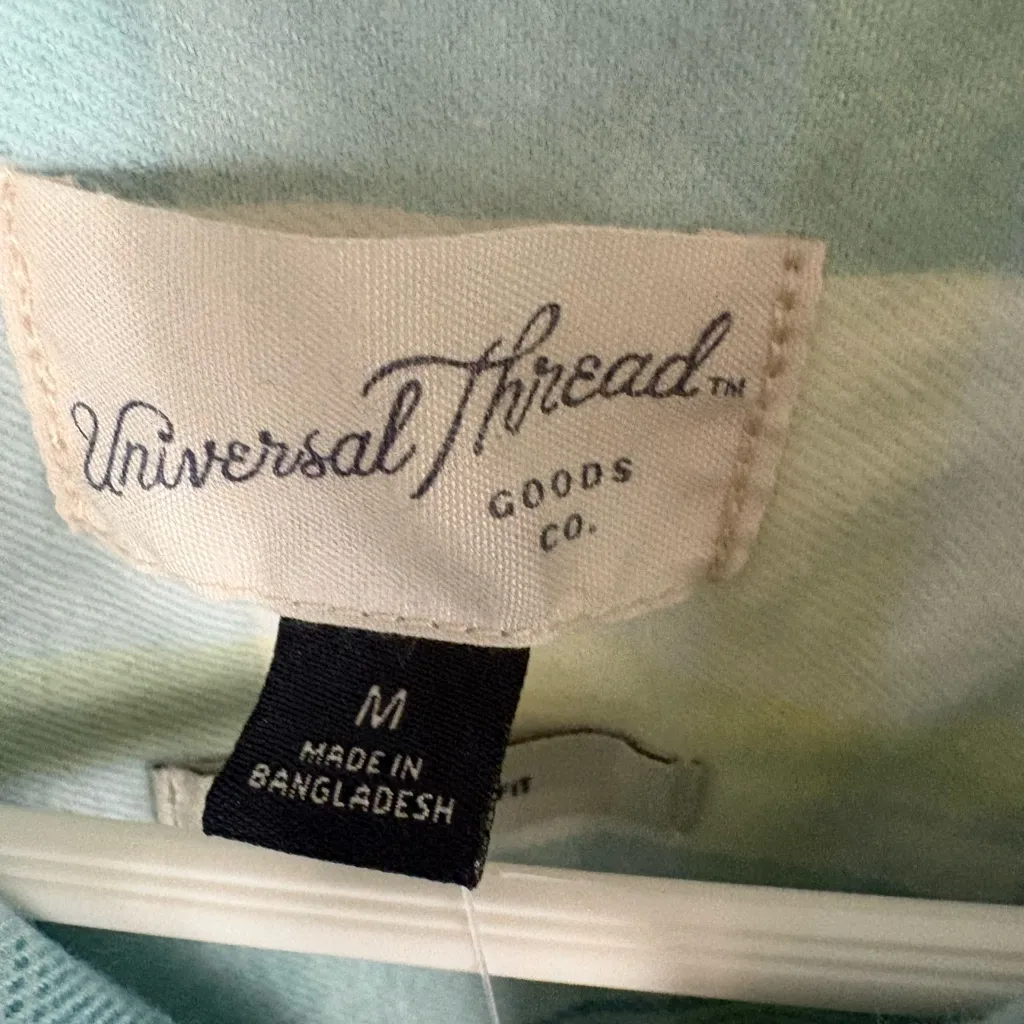 Universal Thread™
GOODS
CO.
M
MADE IN
BANGLADESH